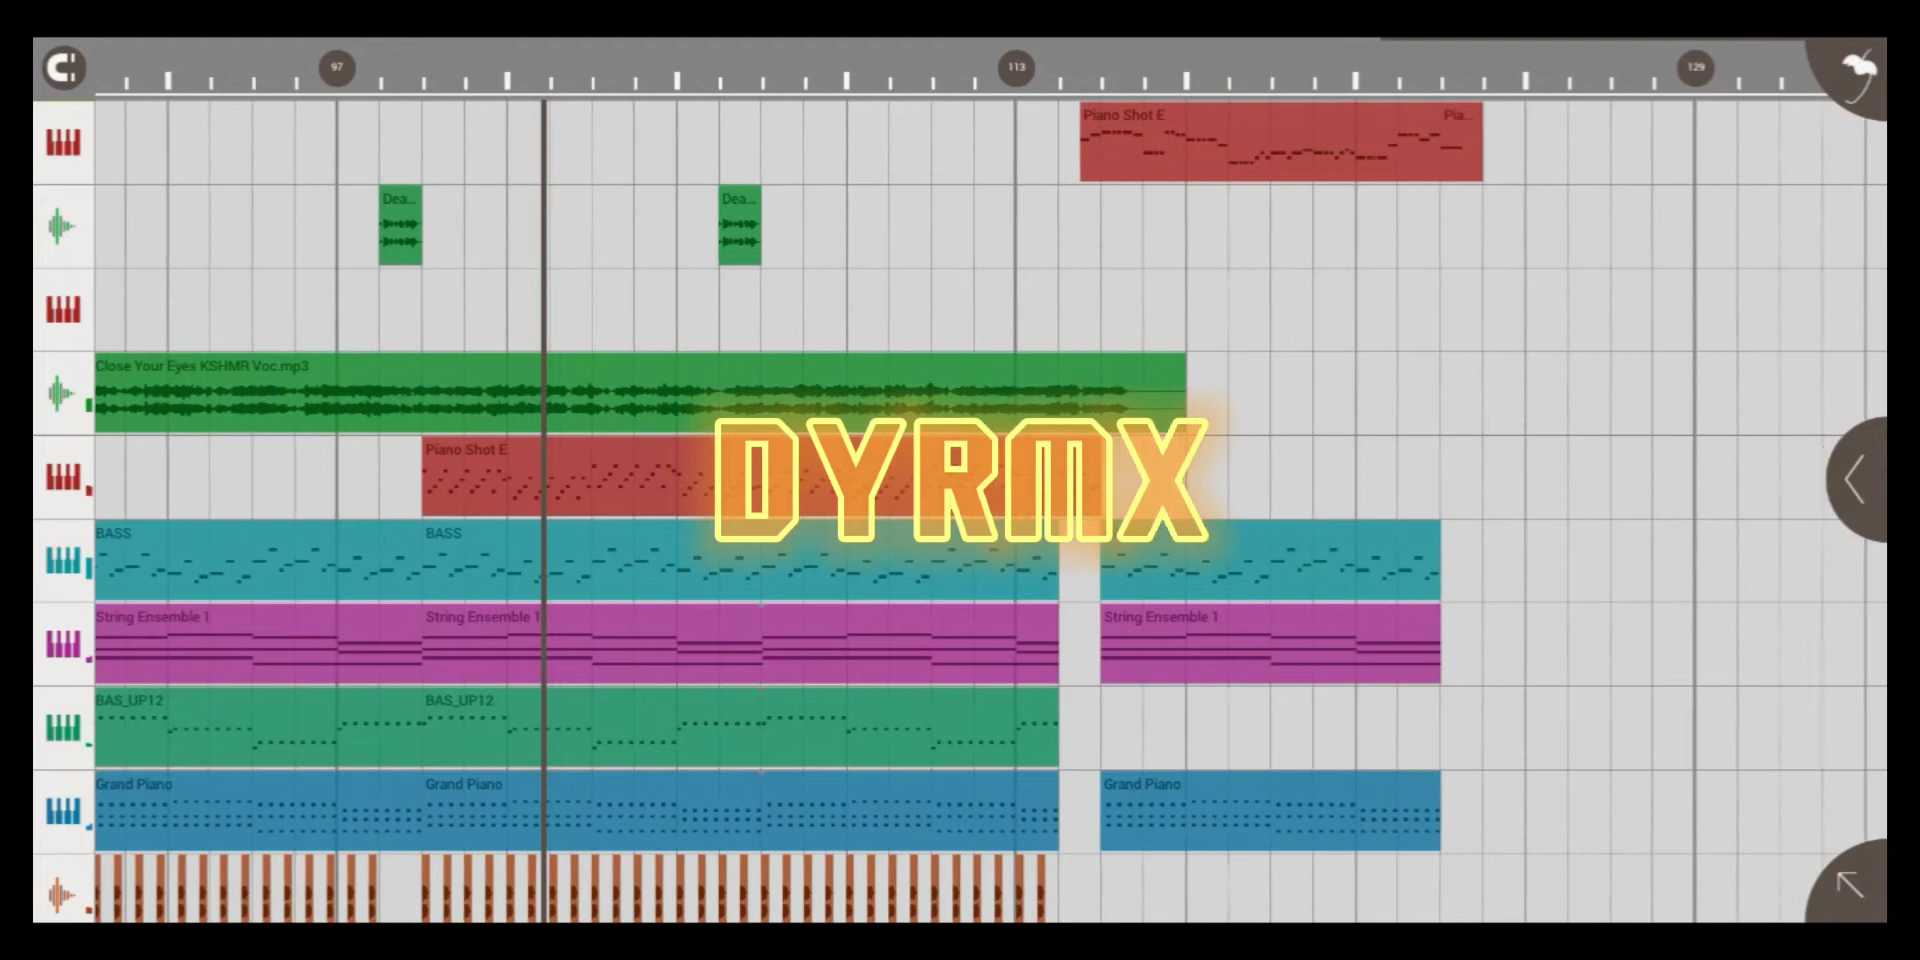 97 113 129
Piano Shot E Pia...
Dea... Dea...
Close Your Eyes KSHMR Voc.mp3
Piano Shot E
DYRMX
BASS BASS
String Ensemble 1 String Ensemble 1 String Ensemble 1
BAS_UP12 BAS_UP12
Grand Piano Grand Piano Grand Piano